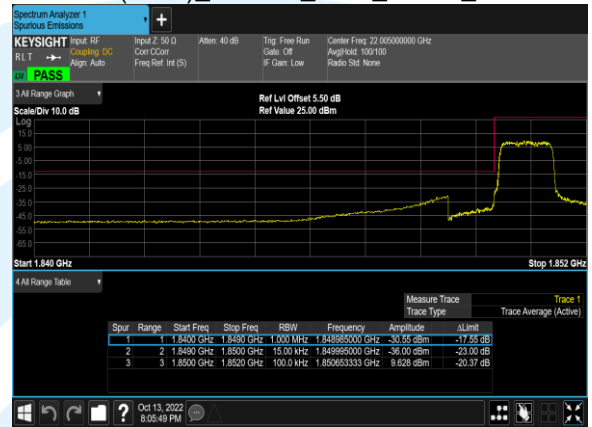 Spectrum Analyzer 1
Spurious Emissions
+
KEYSIGHT Input: RF Input Z: 50 Ω Atten: 40 dB Trig: Free Run Center Freq: 22.005000000 GHz
RLT Coupling: DC Corr CCorr Gate: Off Avg|Hold: 100/100
Align: Auto Freq Ref: Int (S) IF Gain: Low Radio Std: None
PASS
3 All Range Graph
Ref Lvl Offset 5.50 dB
Scale/Div 10.0 dB Ref Value 25.00 dBm
Log
15.0
5.00
-5.00
-15.0
-25.0
-35.0
-45.0
-55.0
-65.0
Start 1.840 GHz Stop 1.852 GHz
4 All Range Table
Measure Trace Trace 1
Trace Type Trace Average (Active)
Spur Range Start Freq Stop Freq RBW Frequency Amplitude ΔLimit
1 1 1.8400 GHz 1.8490 GHz 1.000 MHz 1.848985000 GHz -30.55 dBm -17.55 dB
2 2 1.8490 GHz 1.8500 GHz 15.00 kHz 1.849995000 GHz -36.00 dBm -23.00 dB
3 3 1.8500 GHz 1.8520 GHz 100.0 kHz 1.850653333 GHz 9.628 dBm -20.37 dB
? Oct 13, 2022
8:05:49 PM